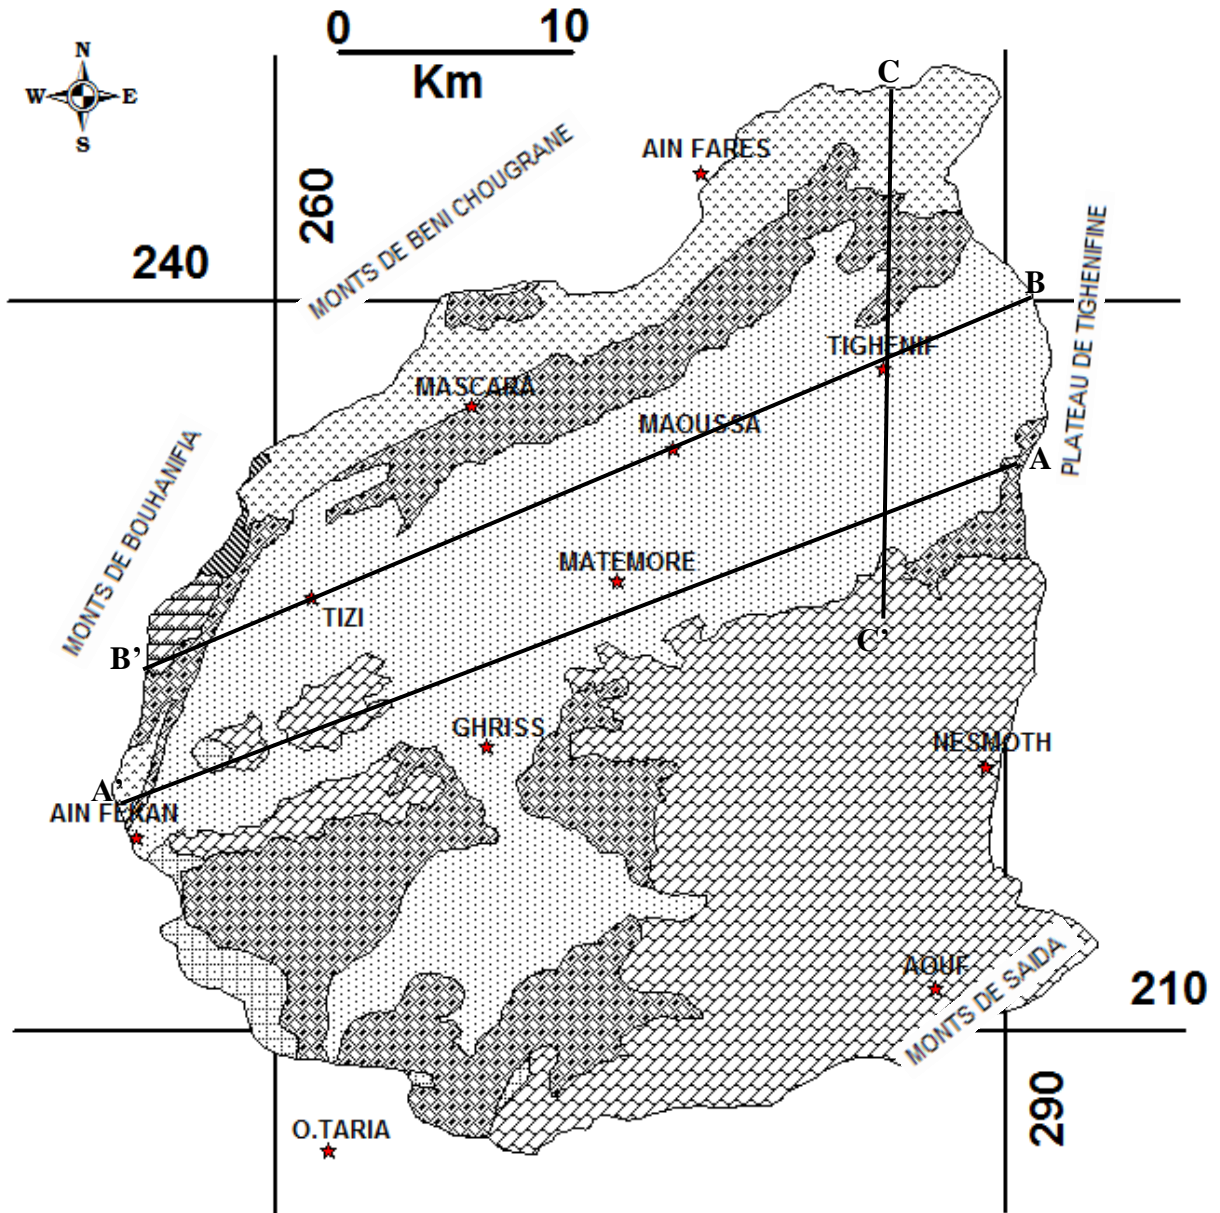 0 10
Km
N
W E
S
C
AIN FARES
260
MONTS DE BENI CHOUGRANE
240
PLATEAU DE TIGHENIFINE
B
TIGHENIF
MASCARA
MAOUSSA
A
MONTS DE BOUHANIFIA
MATEMORE
TIZI
C'
B'
GHRISS
NESMOTH
A'
AIN FEKAN
AOUF
MONTS DE SAIDA
210
290
O.TARIA